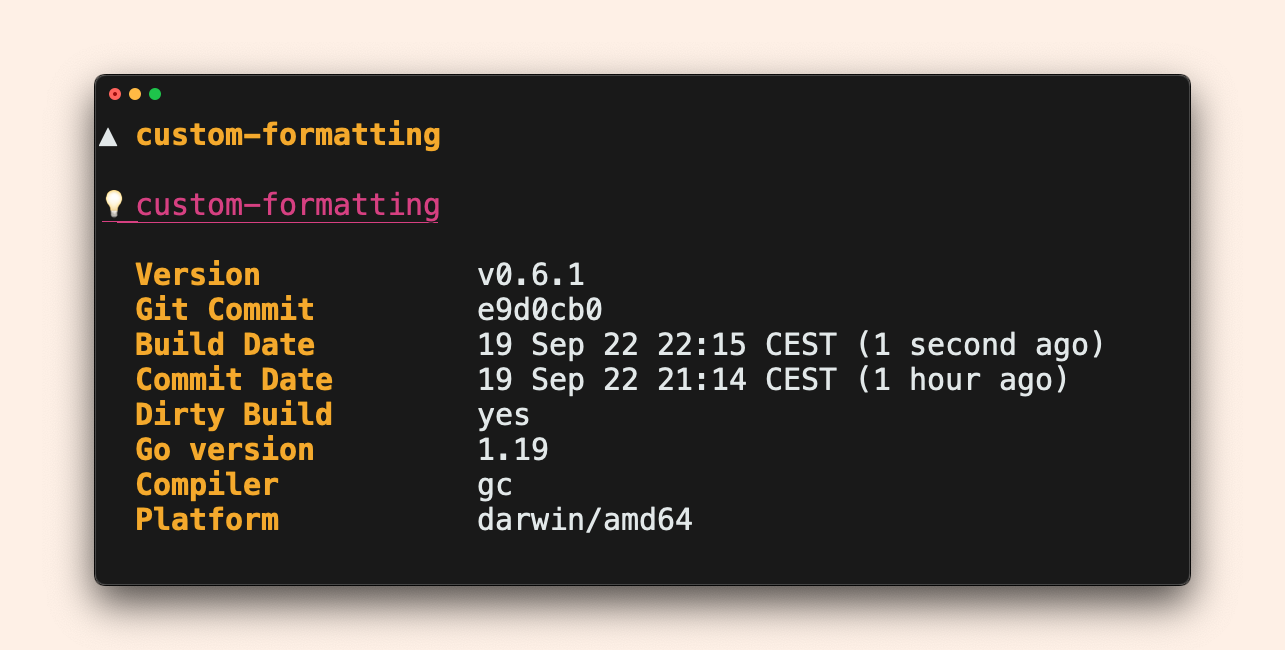 ▲ custom-formatting
💡 custom-formatting
Version v0.6.1
Git Commit e9d0cb0
Build Date 19 Sep 22 22:15 CEST (1 second ago)
Commit Date 19 Sep 22 21:14 CEST (1 hour ago)
Dirty Build yes
Go version 1.19
Compiler gc
Platform darwin/amd64